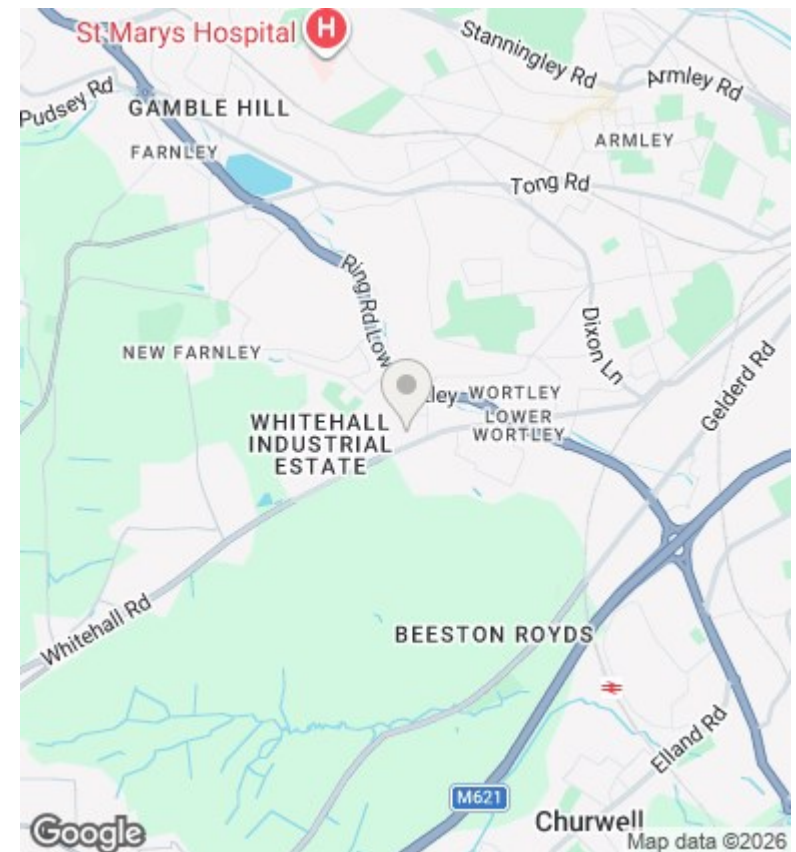 St Marys Hospital
H
Stanningley Rd
Armley Rd
Pudsey Rd
GAMBLE HILL
FARNLEY
ARMLEY
Tong Rd
Ring Rd Low
tley
Dixon Ln
NEW FARNLEY
Gelderd Rd
WORTLEY
WHITEHALL
INDUSTRIAL
ESTATE
LOWER
WORTLEY
Whitehall Rd
BEESTON ROYDS
Elland Rd
M621
Churwell
Google
Map data ©2026